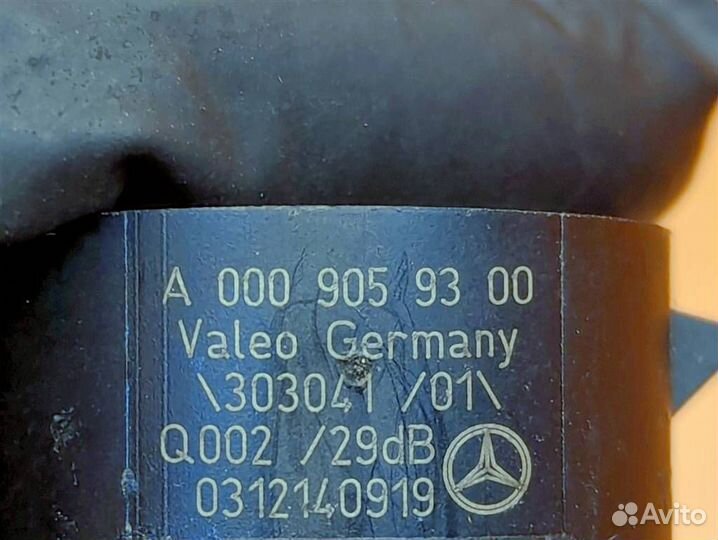 A 000 905 93 00
Valeo Germany
\303041 /01\
Q002 /29dB
0312140919
Avito